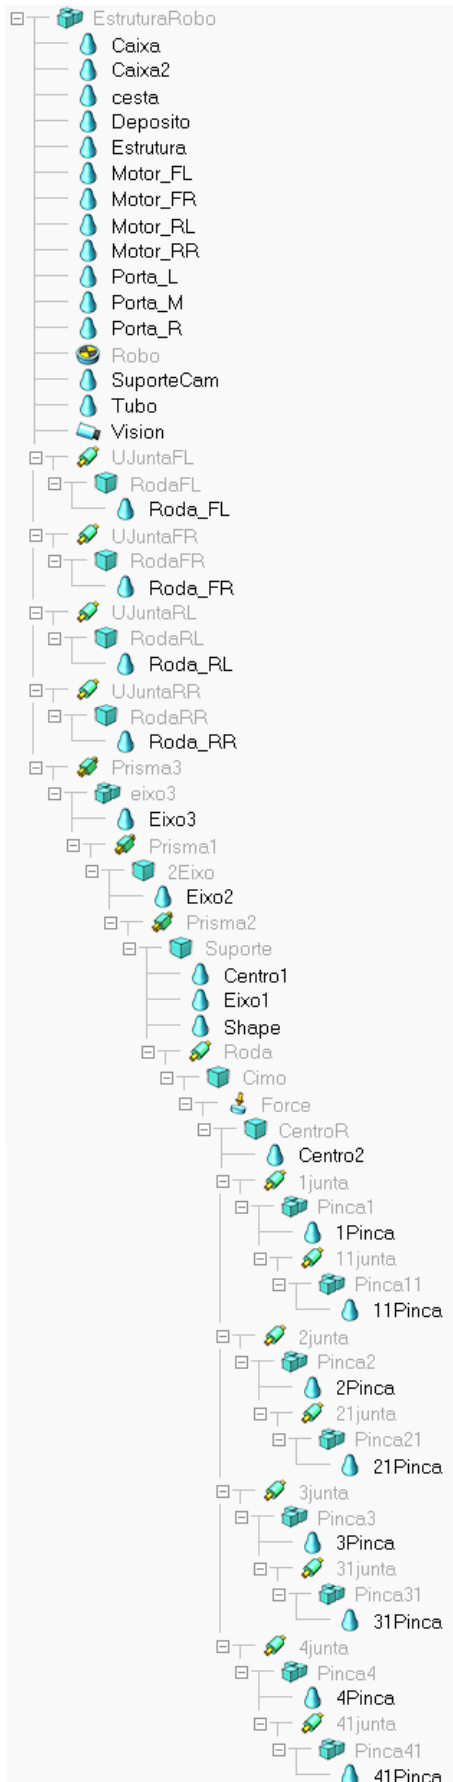 EstruturaRobo
Caixa
Caixa2
cesta
Deposito
Estrutura
Motor_FL
Motor_FR
Motor_RL
Motor_RR
Porta_L
Porta_M
Porta_R
Robo
SuporteCam
Tubo
Vision
UJuntaFL
RodaFL
Roda_FL
UJuntaFR
RodaFR
Roda_FR
UJuntaRL
RodaRL
Roda_RL
UJuntaRR
RodaRR
Roda_RR
Prisma3
eixo3
Eixo3
Prisma1
2Eixo
Eixo2
Prisma2
Suporte
Centro1
Eixo1
Shape
Roda
Cimo
Force
CentroR
Centro2
1junta
Pinca1
1Pinca
11junta
Pinca11
11Pinca
2junta
Pinca2
2Pinca
21junta
Pinca21
21Pinca
3junta
Pinca3
3Pinca
31junta
Pinca31
31Pinca
4junta
Pinca4
4Pinca
41junta
Pinca41
41Pinca